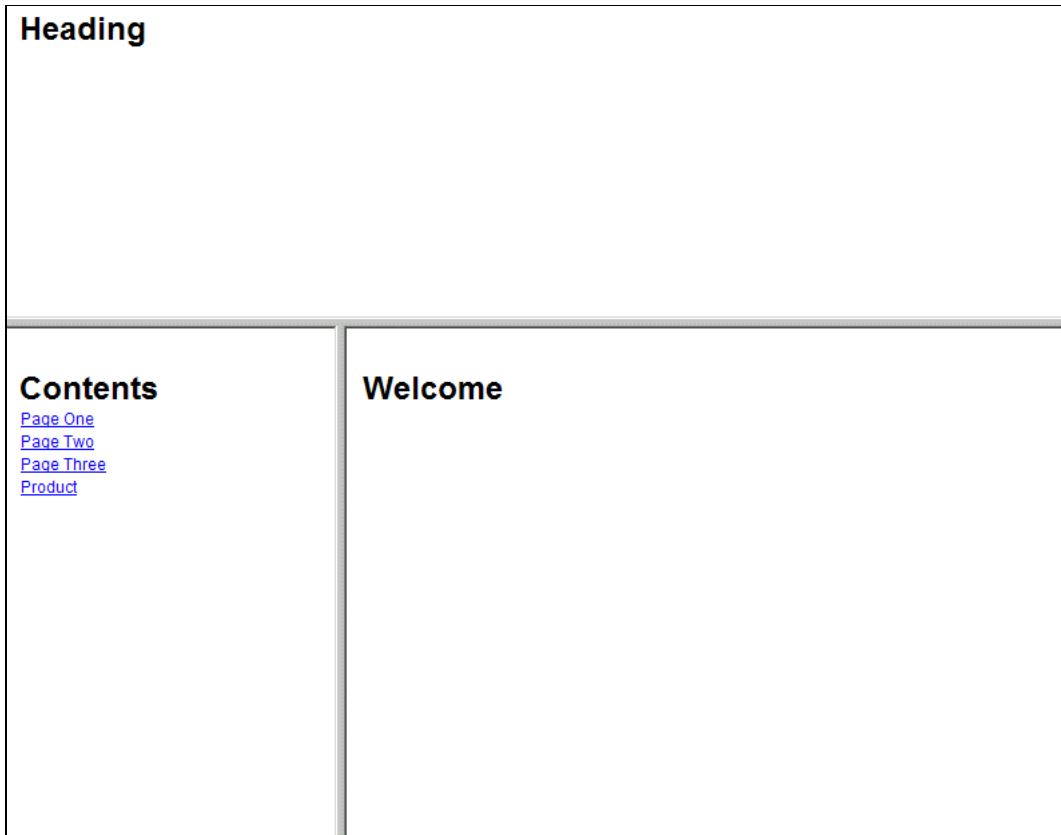 Heading
Contents
Page One
Page Two
Page Three
Product
Welcome